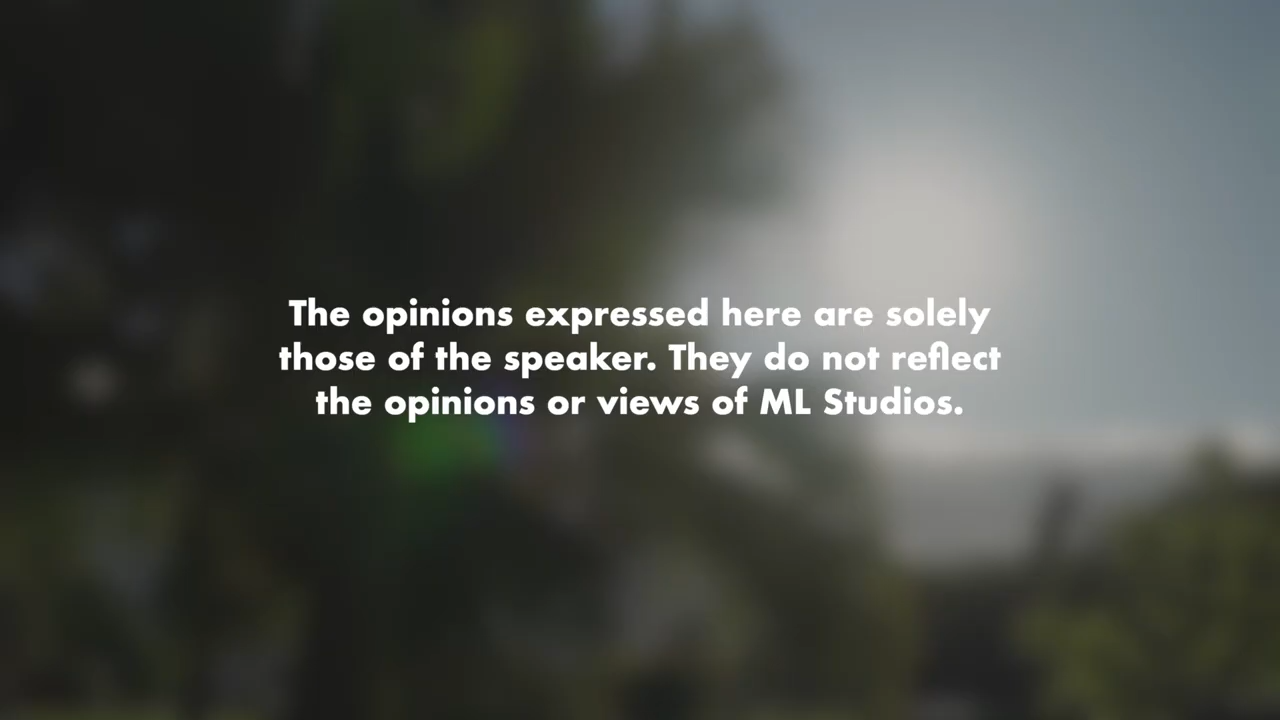 The opinions expressed here are solely
those of the speaker. They do not reflect
the opinions or views of ML Studios.